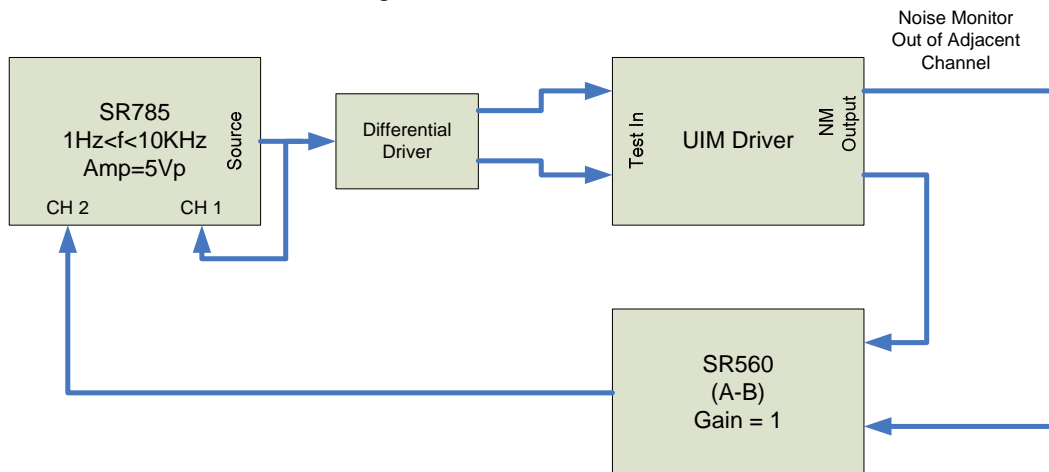 Noise Monitor
Out of Adjacent
Channel
SR785
1Hz<f<10KHz
Amp=5Vp
Source
CH 2
CH 1
Differential
Driver
Test In
UIM Driver
NM
Output
SR560
(A-B)
Gain = 1